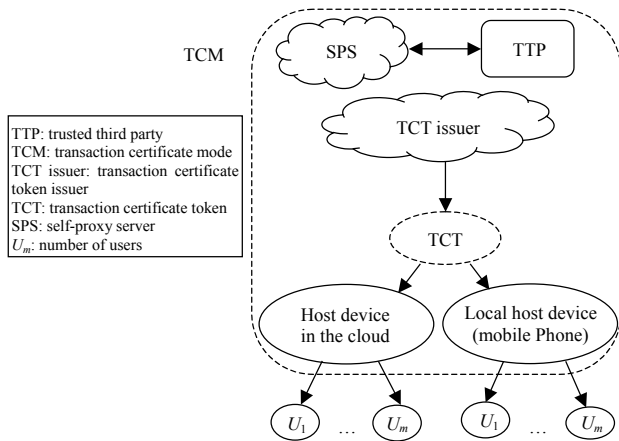 TCM
SPS
TTP
TCT issuer
TTP: trusted third party
TCM: transaction certificate mode
TCT issuer: transaction certificate
token issuer
TCT: transaction certificate token
SPS: self-proxy server
Um: number of users
TCT
Host device
in the cloud
Local host device
(mobile Phone)
U1 ... Um U1 ... Um